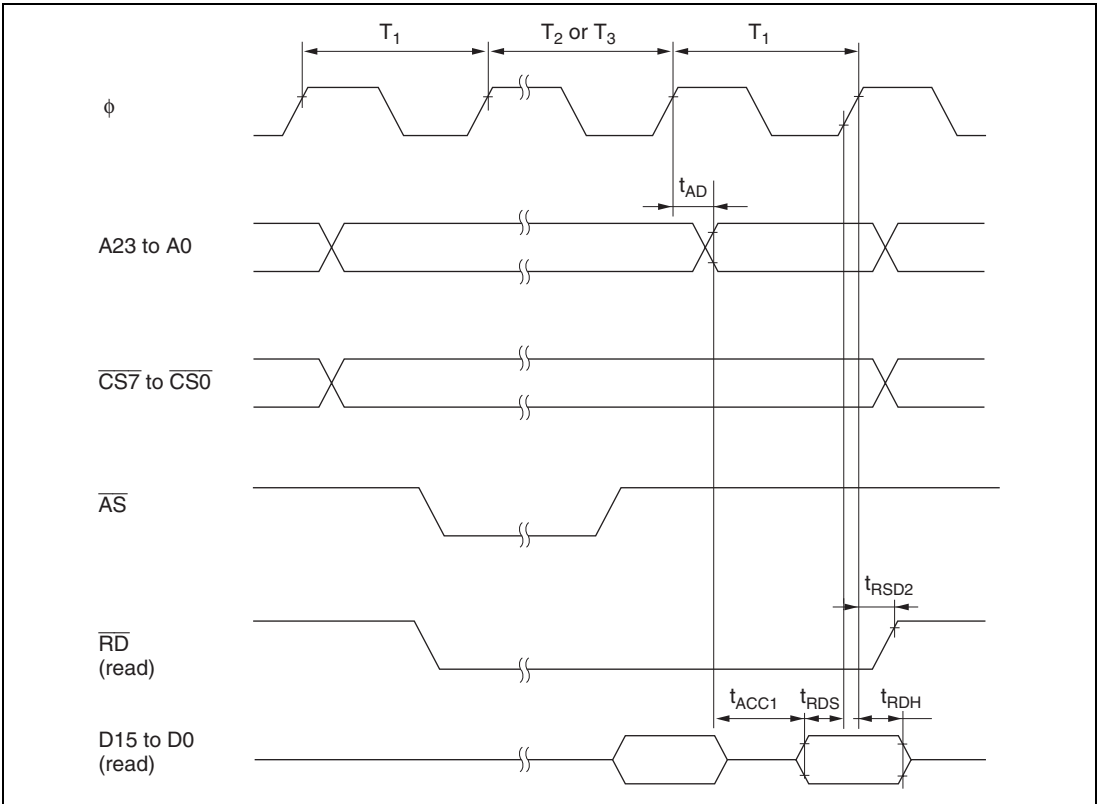 T1 T2 or T3 T1
ϕ
tAD
A23 to A0
CS7 to CS0
AS
tRSD2
RD
(read)
tACC1 tRDS tRDH
D15 to D0
(read)